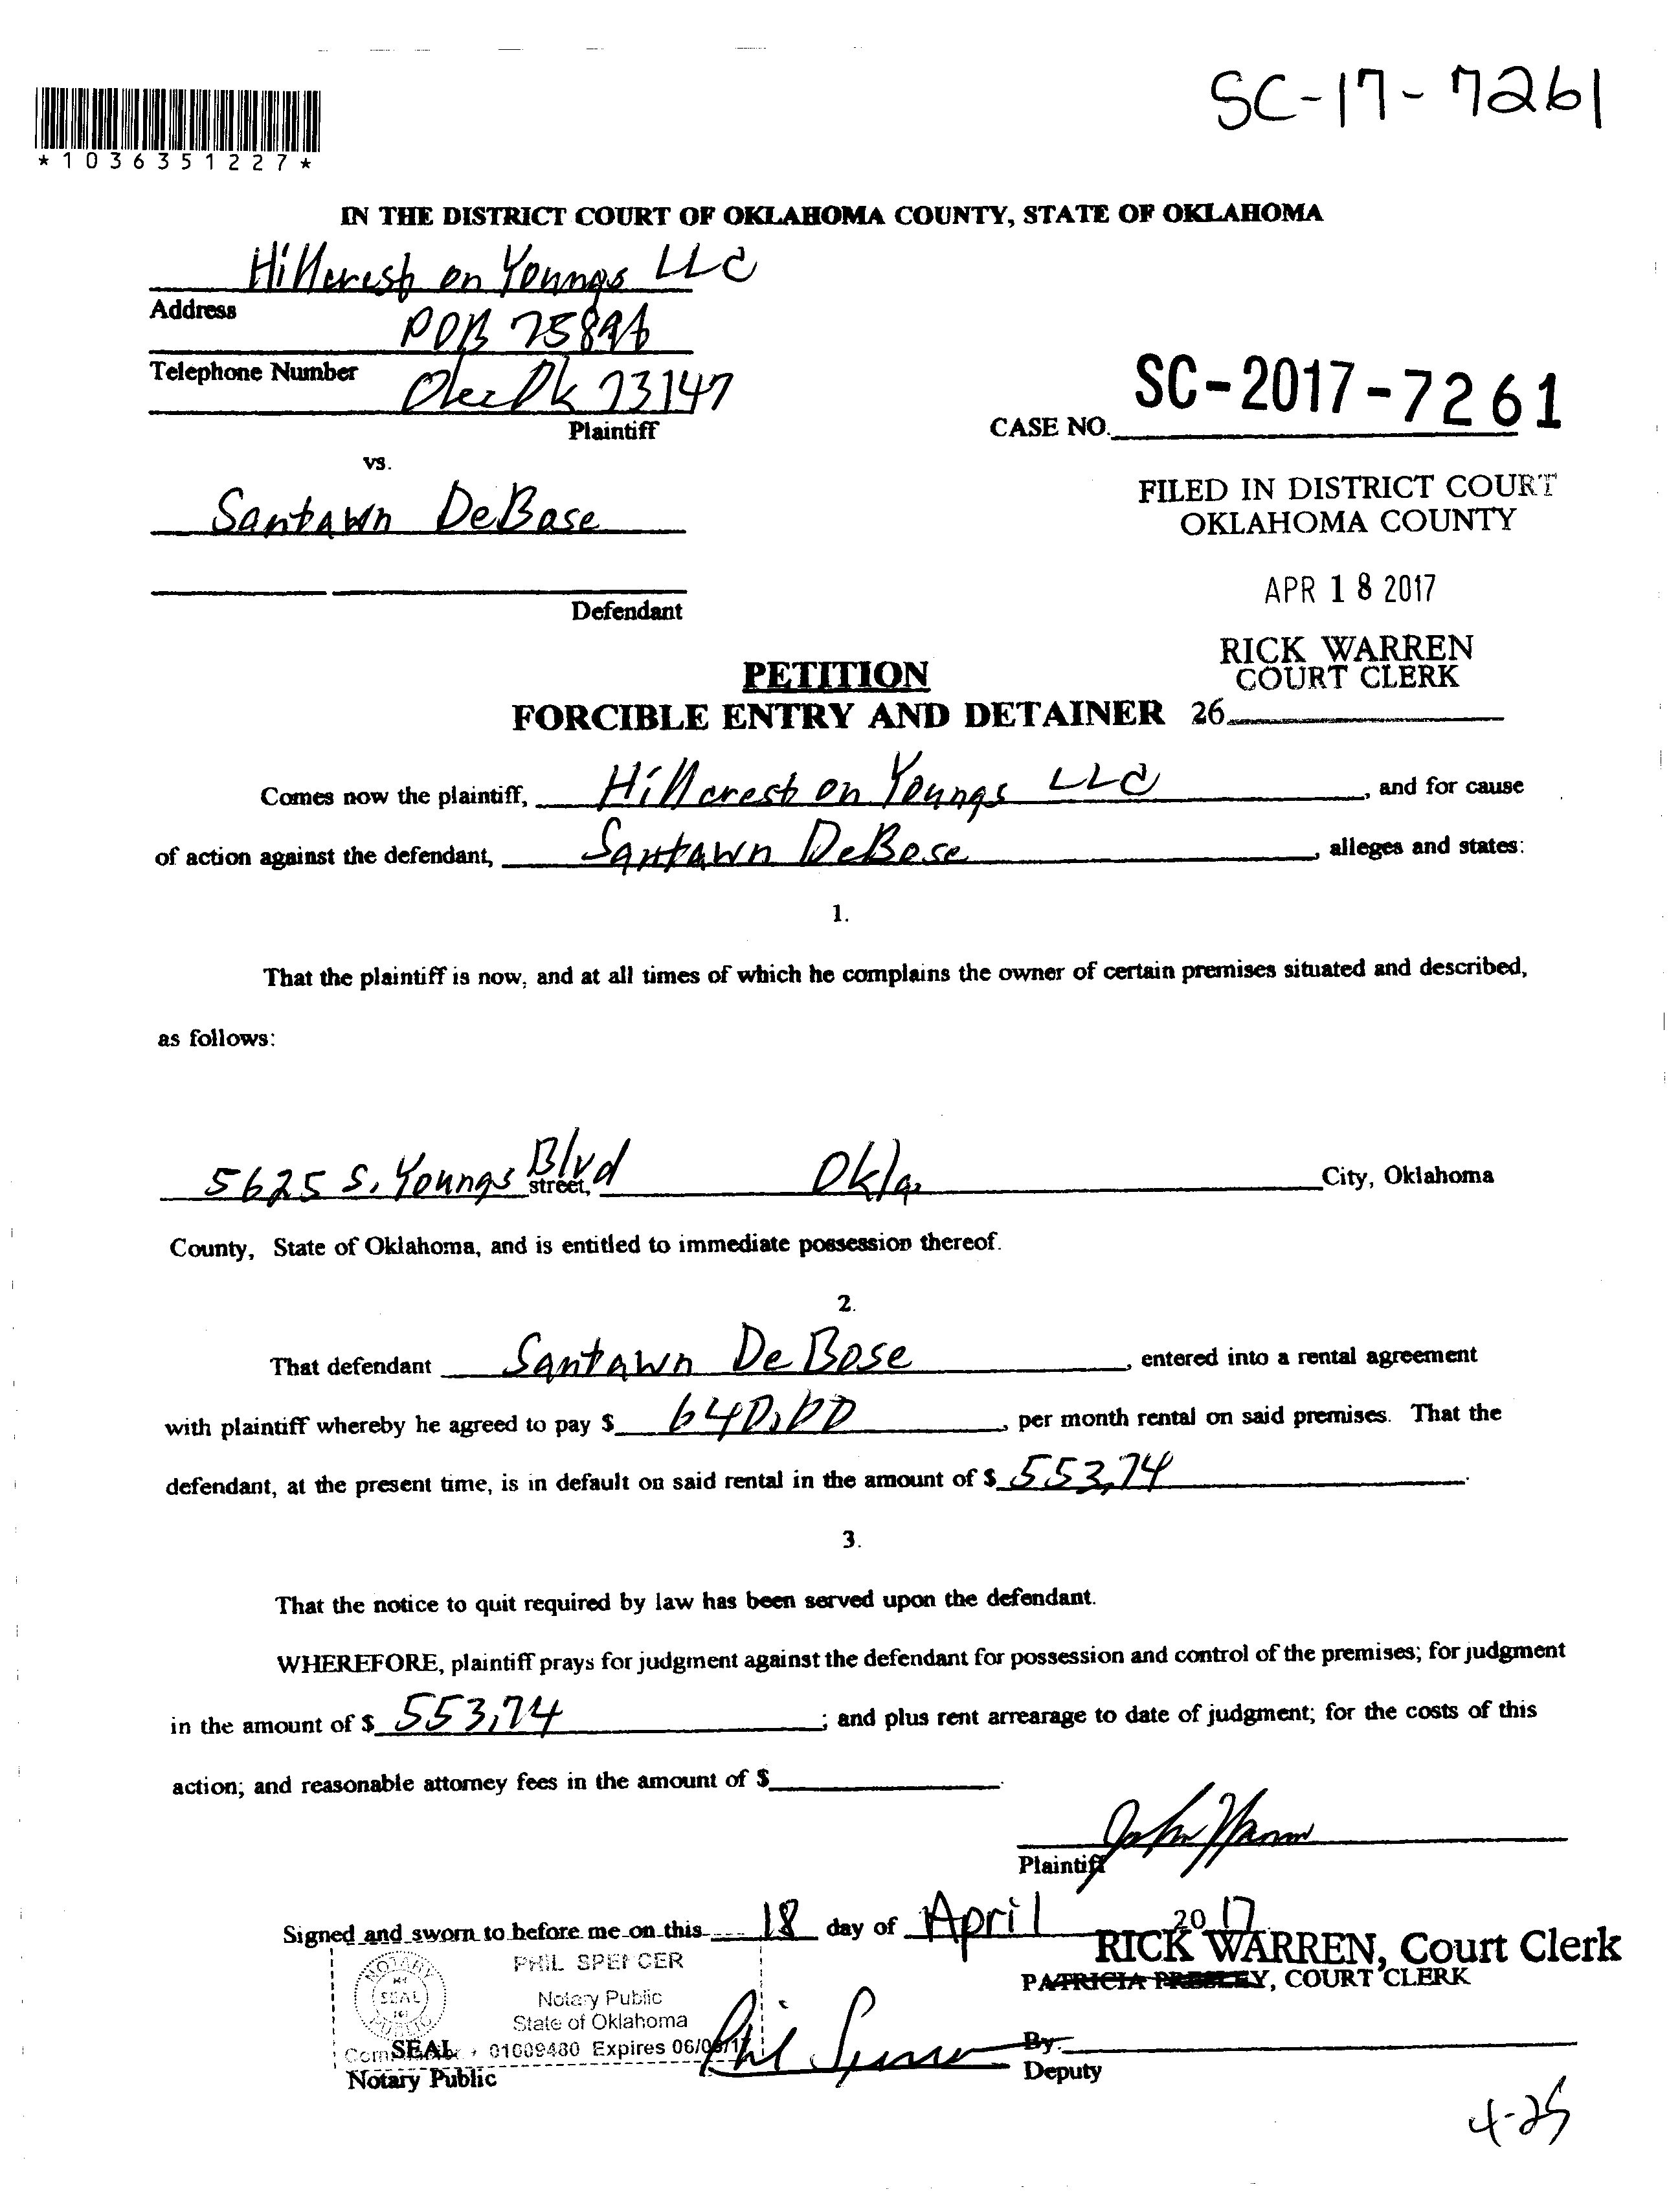 SC-17-7261
*1036351227*
IN THE DISTRICT COURT OF OKLAHOMA COUNTY, STATE OF OKLAHOMA
Hillcrest on Youngs LLC
Address
POB 75896
Telephone Number
Okc Ok 73147
Plaintiff
SC-2017-7261
CASE NO.
vs.
Santawn DeBose
FILED IN DISTRICT COURT
OKLAHOMA COUNTY
APR 18 2017
Defendant
RICK WARREN
COURT CLERK
PETITION
FORCIBLE ENTRY AND DETAINER 26
Comes now the plaintiff, Hillcrest on Youngs LLC, and for cause
of action against the defendant, Santawn DeBose, alleges and states:
1.
That the plaintiff is now, and at all times of which he complains the owner of certain premises situated and described,
as follows:
5625 S. Youngs Blvd street, Okla. City, Oklahoma
County, State of Oklahoma, and is entitled to immediate possession thereof.
2.
That defendant Santawn DeBose, entered into a rental agreement
with plaintiff whereby he agreed to pay $ 640.00, per month rental on said premises. That the
defendant, at the present time, is in default on said rental in the amount of $ 553.74.
3.
That the notice to quit required by law has been served upon the defendant.
WHEREFORE, plaintiff prays for judgment against the defendant for possession and control of the premises; for judgment
in the amount of $ 553.74; and plus rent arrearage to date of judgment; for the costs of this
action; and reasonable attorney fees in the amount of $
John
Plaintiff
Signed and sworn to before me on this 18 day of April 2017
RICK WARREN, Court Clerk
PATRICIA PRESLEY, COURT CLERK
PHIL SPENCER
Notary Public
State of Oklahoma
NOTARY
SEAL
PUBLIC
SEAL 01009480 Expires 06/
Phil Spencer
By:
Notary Public
Deputy
4-25